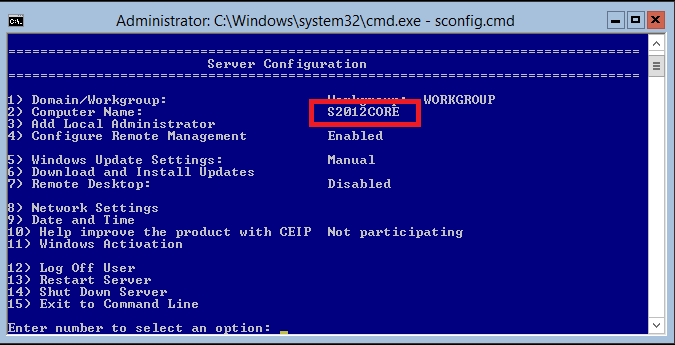 Administrator: C:\Windows\system32\cmd.exe - sconfig.cmd
===============================================================================
Server Configuration
===============================================================================
1) Domain/Workgroup: Workgroup: WORKGROUP
2) Computer Name: S2012CORE
3) Add Local Administrator
4) Configure Remote Management Enabled
5) Windows Update Settings: Manual
6) Download and Install Updates
7) Remote Desktop: Disabled
8) Network Settings
9) Date and Time
10) Help improve the product with CEIP Not participating
11) Windows Activation
12) Log Off User
13) Restart Server
14) Shut Down Server
15) Exit to Command Line
Enter number to select an option: _